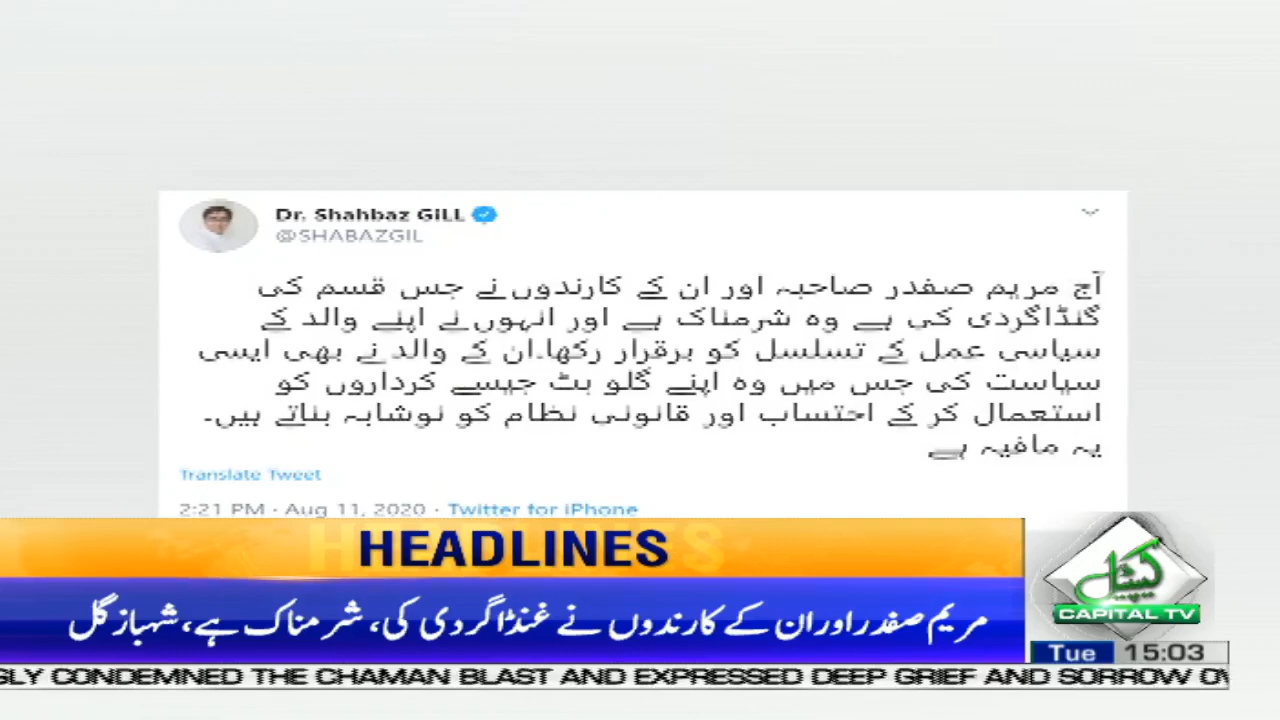 Dr. Shahbaz GiLL
@SHABAZGIL
آج مریم صفدر صاحبہ اور ان کے کارندوں نے جس قسم کی
گنڈاگردی کی ہے وہ شرمناک ہے اور انہوں نے اپنے والد کے
سیاسی عمل کے تسلسل کو برقرار رکھا۔ان کے والد نے بھی ایسی
سیاست کی جس میں وہ اپنے گلو بٹ جیسے کرداروں کو
استعمال کر کے احتساب اور قانونی نظام کو نوشابہ بناتے ہیں۔
یہ مافیہ ہے
Translate Tweet
2:21 PM · Aug 11, 2020 · Twitter for iPhone
HEADLINES
مریم صفدر اور ان کے کارندوں نے غنڈا گردی کی، شرمناک ہے، شہباز گل
کیپیٹل
CAPITAL TV
Tue 15:03
GLY CONDEMNED THE CHAMAN BLAST AND EXPRESSED DEEP GRIEF AND SORROW OV